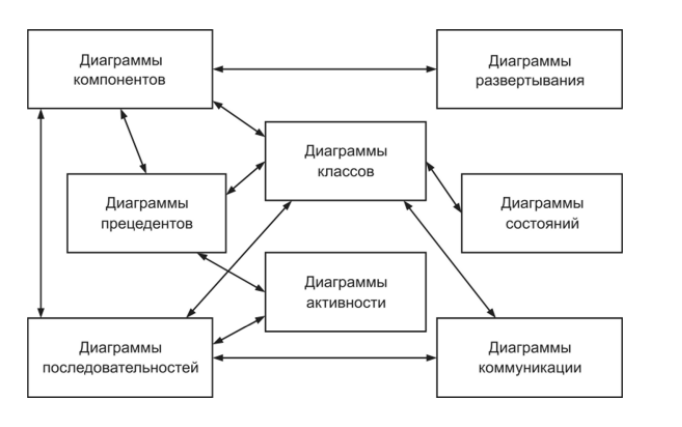 Диаграммы
компонентов
Диаграммы
развертывания
Диаграммы
классов
Диаграммы
прецедентов
Диаграммы
состояний
Диаграммы
активности
Диаграммы
последовательностей
Диаграммы
коммуникации